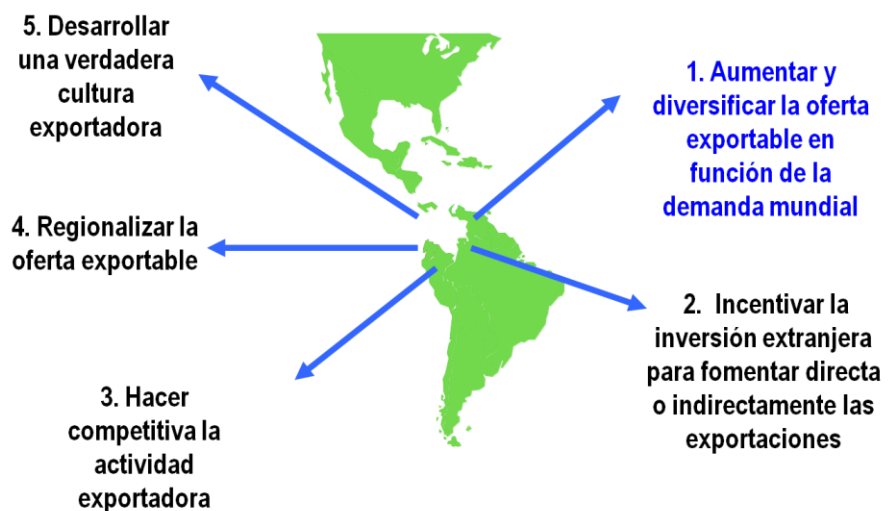 5. Desarrollar
una verdadera
cultura
exportadora
1. Aumentar y
diversificar la oferta
exportable en
función de la
demanda mundial
4. Regionalizar la
oferta exportable
2. Incentivar la
inversión extranjera
para fomentar directa
o indirectamente las
exportaciones
3. Hacer
competitiva la
actividad
exportadora